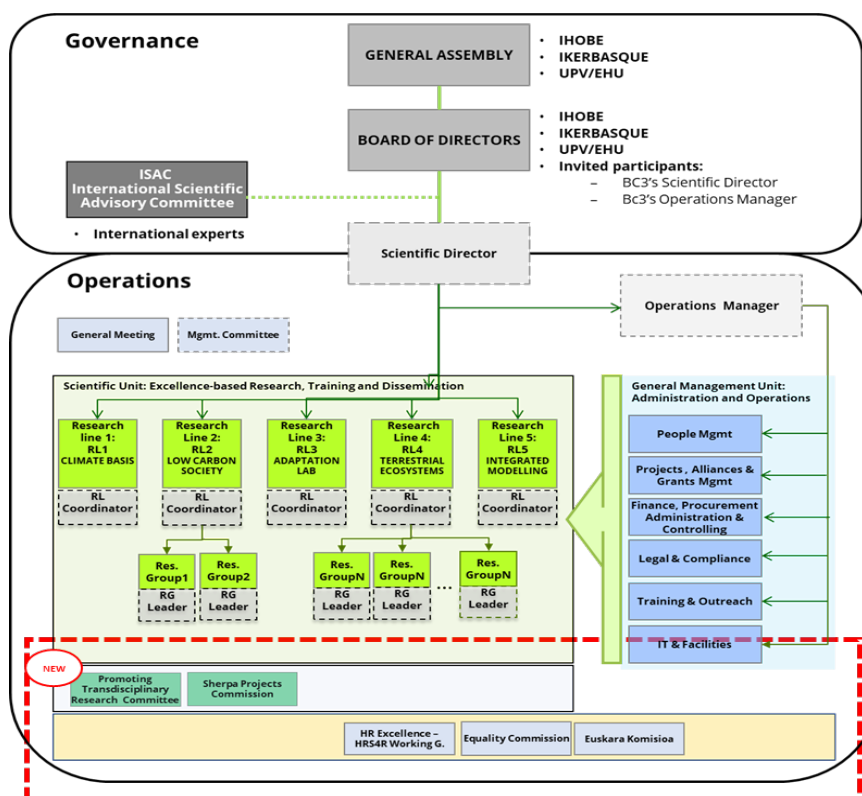 Governance
GENERAL ASSEMBLY
• IHOBE
• IKERBASQUE
• UPV/EHU
BOARD OF DIRECTORS
• IHOBE
• IKERBASQUE
• UPV/EHU
• Invited participants:
– BC3's Scientific Director
– Bc3's Operations Manager
ISAC
International Scientific
Advisory Committee
• International experts
Scientific Director
Operations
Operations Manager
General Meeting
Mgmt. Committee
Scientific Unit: Excellence-based Research, Training and Dissemination
Research
line 1:
RL1
CLIMATE BASIS
RL
Coordinator
Research
Line 2:
RL2
LOW CARBON
SOCIETY
RL
Coordinator
Research
Line 3:
RL3
ADAPTATION
LAB
RL
Coordinator
Research
Line 4:
RL4
TERRESTRIAL
ECOSYSTEMS
RL
Coordinator
Research
Line 5:
RL5
INTEGRATED
MODELLING
RL
Coordinator
Res.
Group1
RG
Leader
Res.
Group2
RG
Leader
Res.
GroupN
RG
Leader
Res.
GroupN
RG
Leader
...
Res.
GroupN
RG
Leader
General Management Unit:
Administration and Operations
People Mgmt
Projects , Alliances &
Grants Mgmt
Finance, Procurement
Administration &
Controlling
Legal & Compliance
Training & Outreach
IT & Facilities
NEW
Promoting
Transdisciplinary
Research Committee
Sherpa Projects
Commission
HR Excellence –
HRS4R Working G.
Equality Commission
Euskara Komisioa